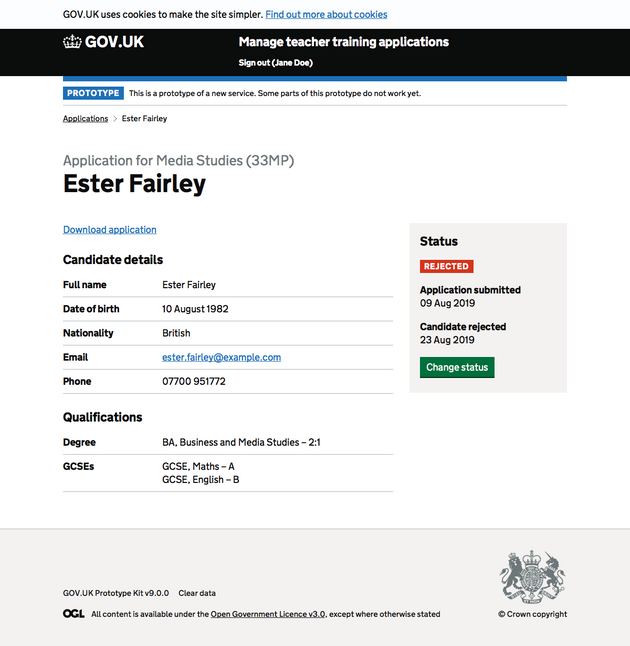 GOV.UK uses cookies to make the site simpler. Find out more about cookies
GOV.UK
Manage teacher training applications
Sign out (Jane Doe)
PROTOTYPE This is a prototype of a new service. Some parts of this prototype do not work yet.
Applications > Ester Fairley
Application for Media Studies (33MP)
Ester Fairley
Download application
Candidate details
Full name Ester Fairley
Date of birth 10 August 1982
Nationality British
Email ester.fairley@example.com
Phone 07700 951772
Qualifications
Degree BA, Business and Media Studies – 2:1
GCSEs GCSE, Maths – A
GCSE, English – B
Status
REJECTED
Application submitted
09 Aug 2019
Candidate rejected
23 Aug 2019
Change status
GOV.UK Prototype Kit v9.0.0 Clear data
OGL All content is available under the Open Government Licence v3.0, except where otherwise stated
© Crown copyright